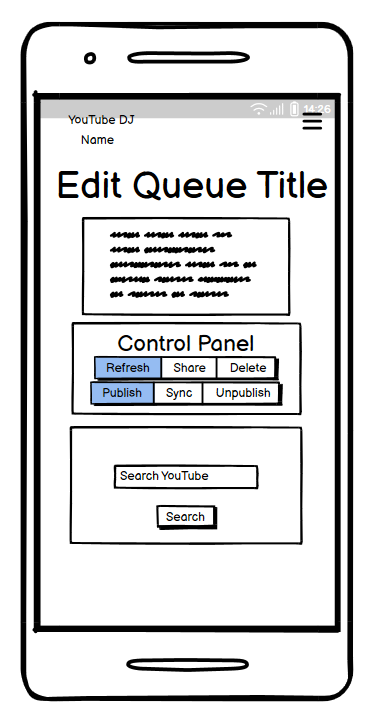 14:26
YouTube DJ
Name
Edit Queue Title
Control Panel
Refresh Share Delete
Publish Sync Unpublish
Search YouTube
Search